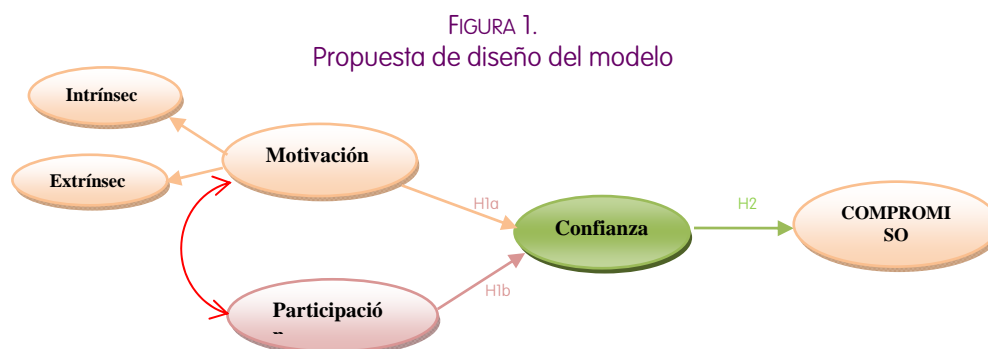 FIGURA 1.
Propuesta de diseño del modelo
Intrínsec
Motivación
Extrínsec
H1a
Confianza
H2
COMPROMI
SO
H1b
Participació